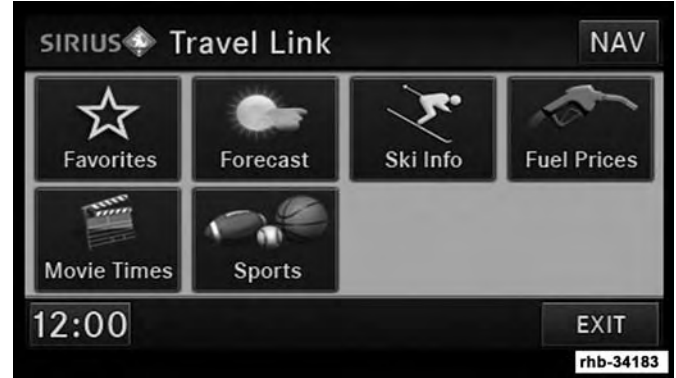 SIRIUS Travel Link
NAV
Favorites
Forecast
Ski Info
Fuel Prices
Movie Times
Sports
12:00
EXIT
rhb-34183